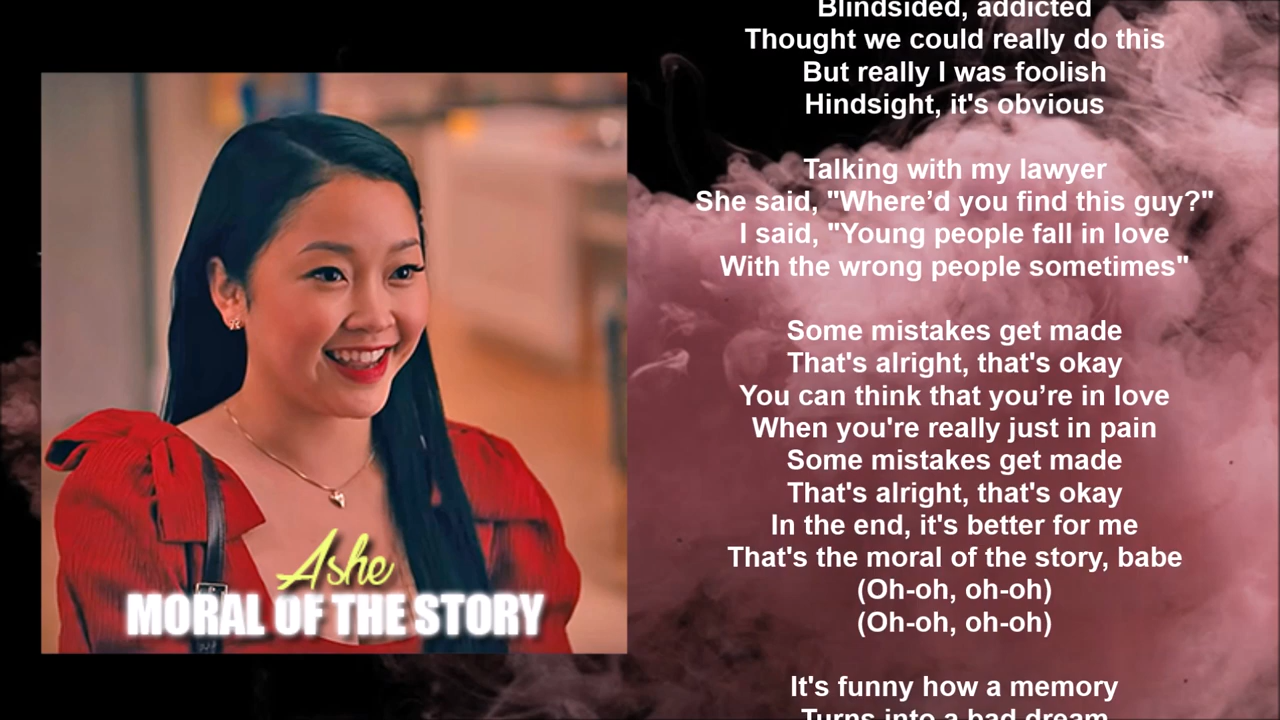 Ashe
MORAL OF THE STORY
Blindsided, addicted
Thought we could really do this
But really I was foolish
Hindsight, it's obvious
Talking with my lawyer
She said, "Where’d you find this guy?"
I said, "Young people fall in love
With the wrong people sometimes"
Some mistakes get made
That's alright, that's okay
You can think that you’re in love
When you're really just in pain
Some mistakes get made
That's alright, that's okay
In the end, it's better for me
That's the moral of the story, babe
(Oh-oh, oh-oh)
(Oh-oh, oh-oh)
It's funny how a memory
Turns into a bad dream